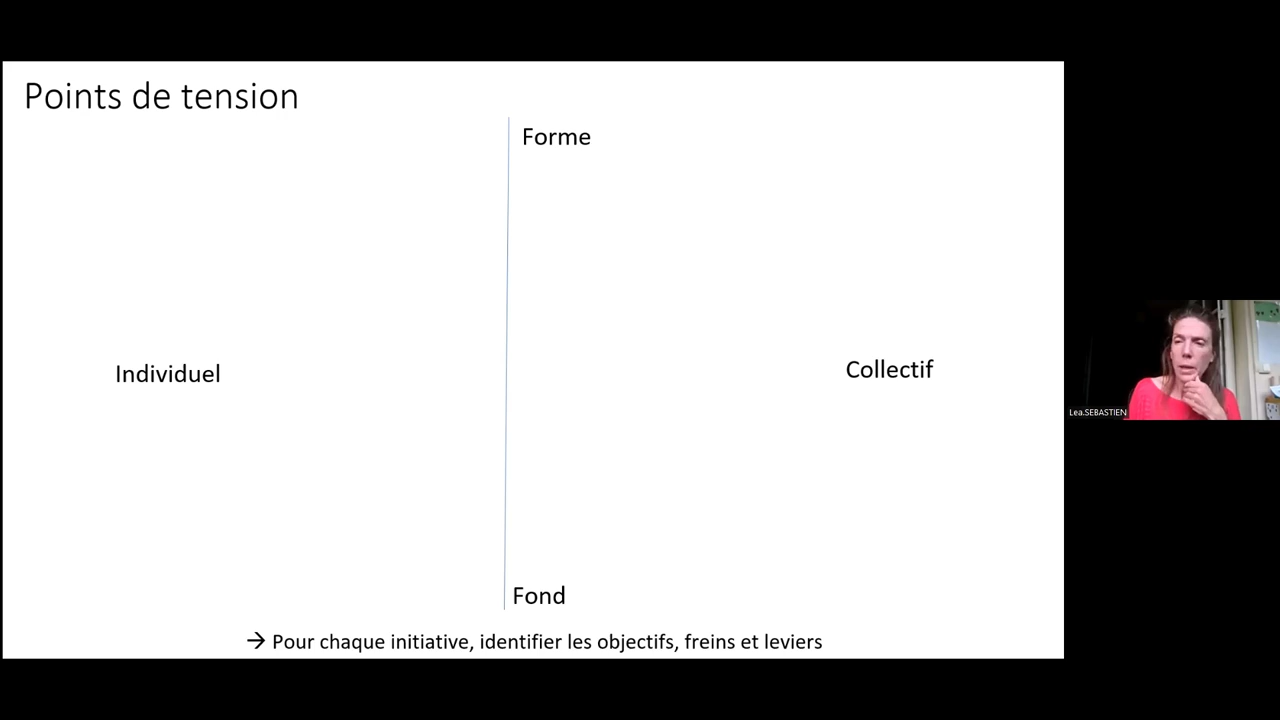 Points de tension
Forme
Individuel
Collectif
Lea.SEBASTIEN
Fond
→ Pour chaque initiative, identifier les objectifs, freins et leviers